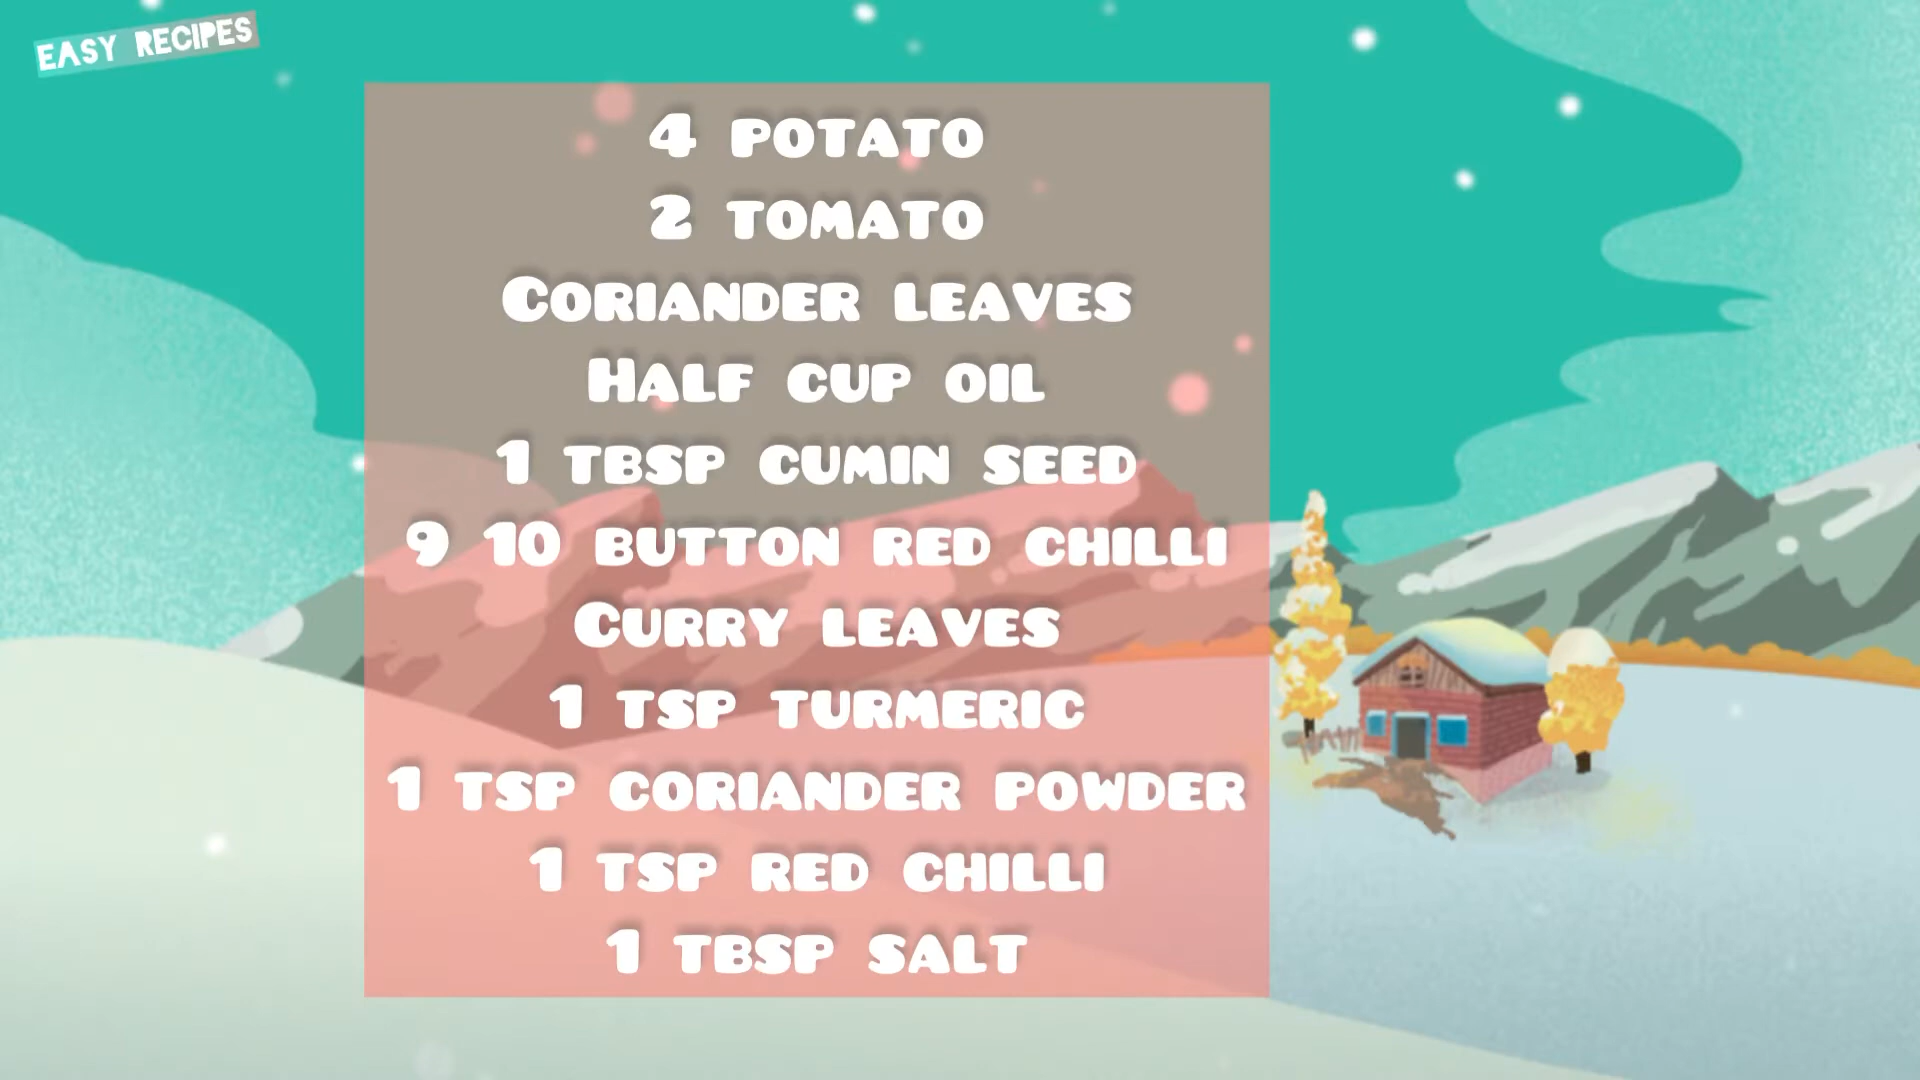 EASY RECIPES
4 POTATO
2 TOMATO
CORIANDER LEAVES
HALF CUP OIL
1 TBSP CUMIN SEED
9 10 BUTTON RED CHILLI
CURRY LEAVES
1 TSP TURMERIC
1 TSP CORIANDER POWDER
1 TSP RED CHILLI
1 TBSP SALT